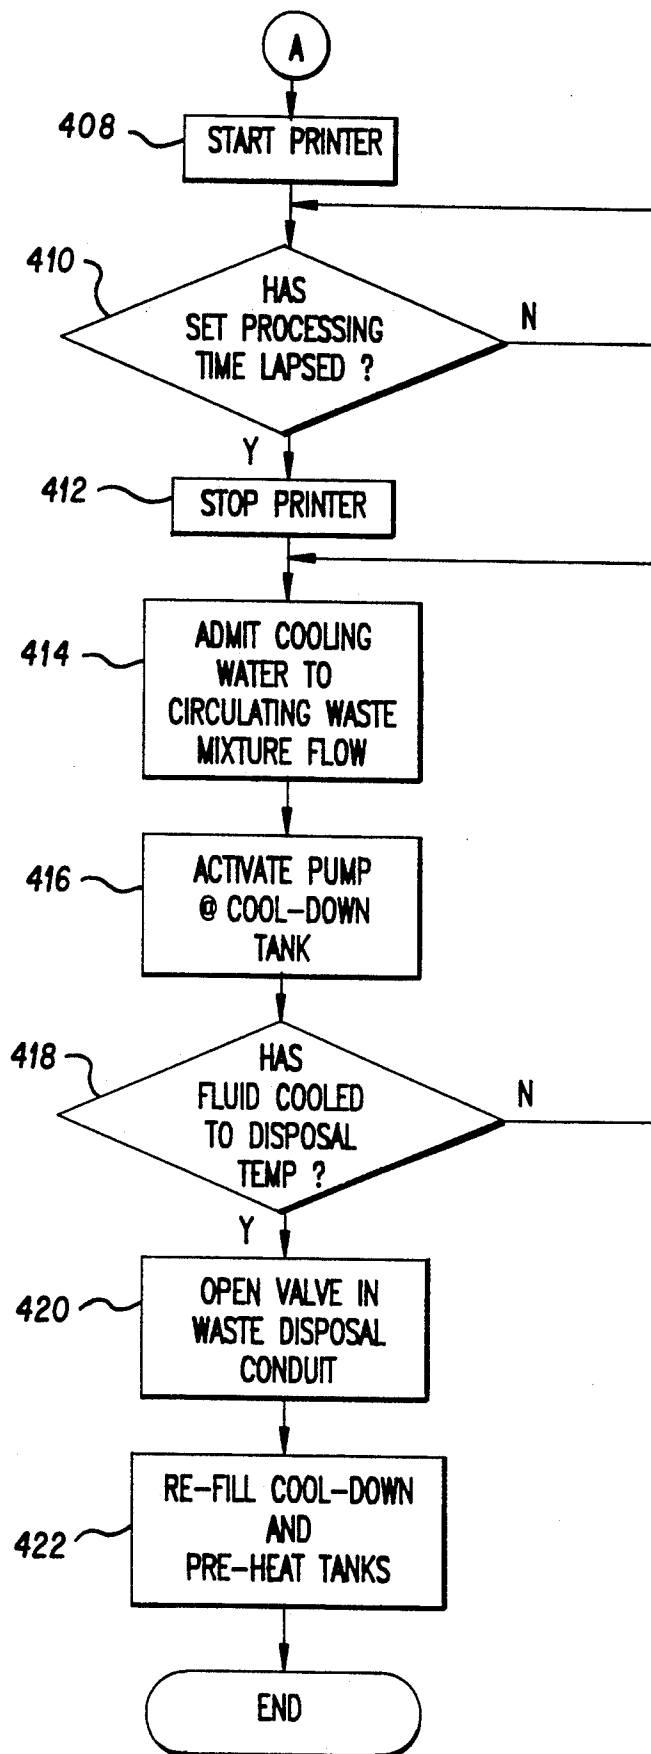 A
408
START PRINTER
410
HAS
SET PROCESSING
TIME LAPSED ?
N
Y
412
STOP PRINTER
414
ADMIT COOLING
WATER TO
CIRCULATING WASTE
MIXTURE FLOW
416
ACTIVATE PUMP
@ COOL-DOWN
TANK
418
HAS
FLUID COOLED
TO DISPOSAL
TEMP ?
N
Y
420
OPEN VALVE IN
WASTE DISPOSAL
CONDUIT
422
RE-FILL COOL-DOWN
AND
PRE-HEAT TANKS
END